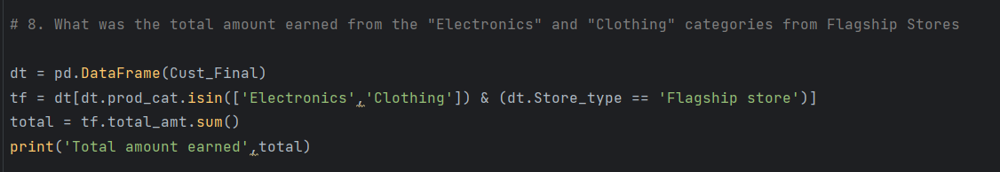 # 8. What was the total amount earned from the "Electronics" and "Clothing" categories from Flagship Stores
dt = pd.DataFrame(Cust_Final)
tf = dt[dt.prod_cat.isin(['Electronics','Clothing']) & (dt.Store_type == 'Flagship store')]
total = tf.total_amt.sum()
print('Total amount earned',total)